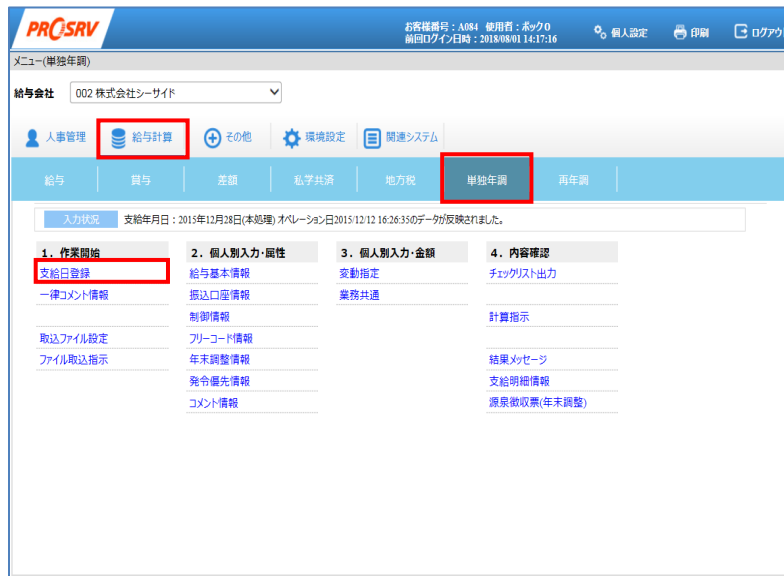 PROSRV
お客様番号：A084 使用者：ボック０
前回ログイン日時：2018/08/01 14:17:16
個人設定 印刷 ログアウ
メニュー(単独年調)
給与会社 002 株式会社シーサイド
人事管理 給与計算 その他 環境設定 関連システム
給与 賞与 差額 私学共済 地方税 単独年調 再年調
入力状況 支給年月日：2015年12月28日(本処理) オペレーション日2015/12/12 16:26:35のデータが反映されました。
1．作業開始 2．個人別入力・属性 3．個人別入力・金額 4．内容確認
支給日登録 給与基本情報 変動指定 チェックリスト出力
一律コメント情報 振込口座情報 業務共通
制御情報 計算指示
取込ファイル設定 フリーコード情報
ファイル取込指示 年末調整情報 結果メッセージ
発令優先情報 支給明細情報
コメント情報 源泉徴収票(年末調整)